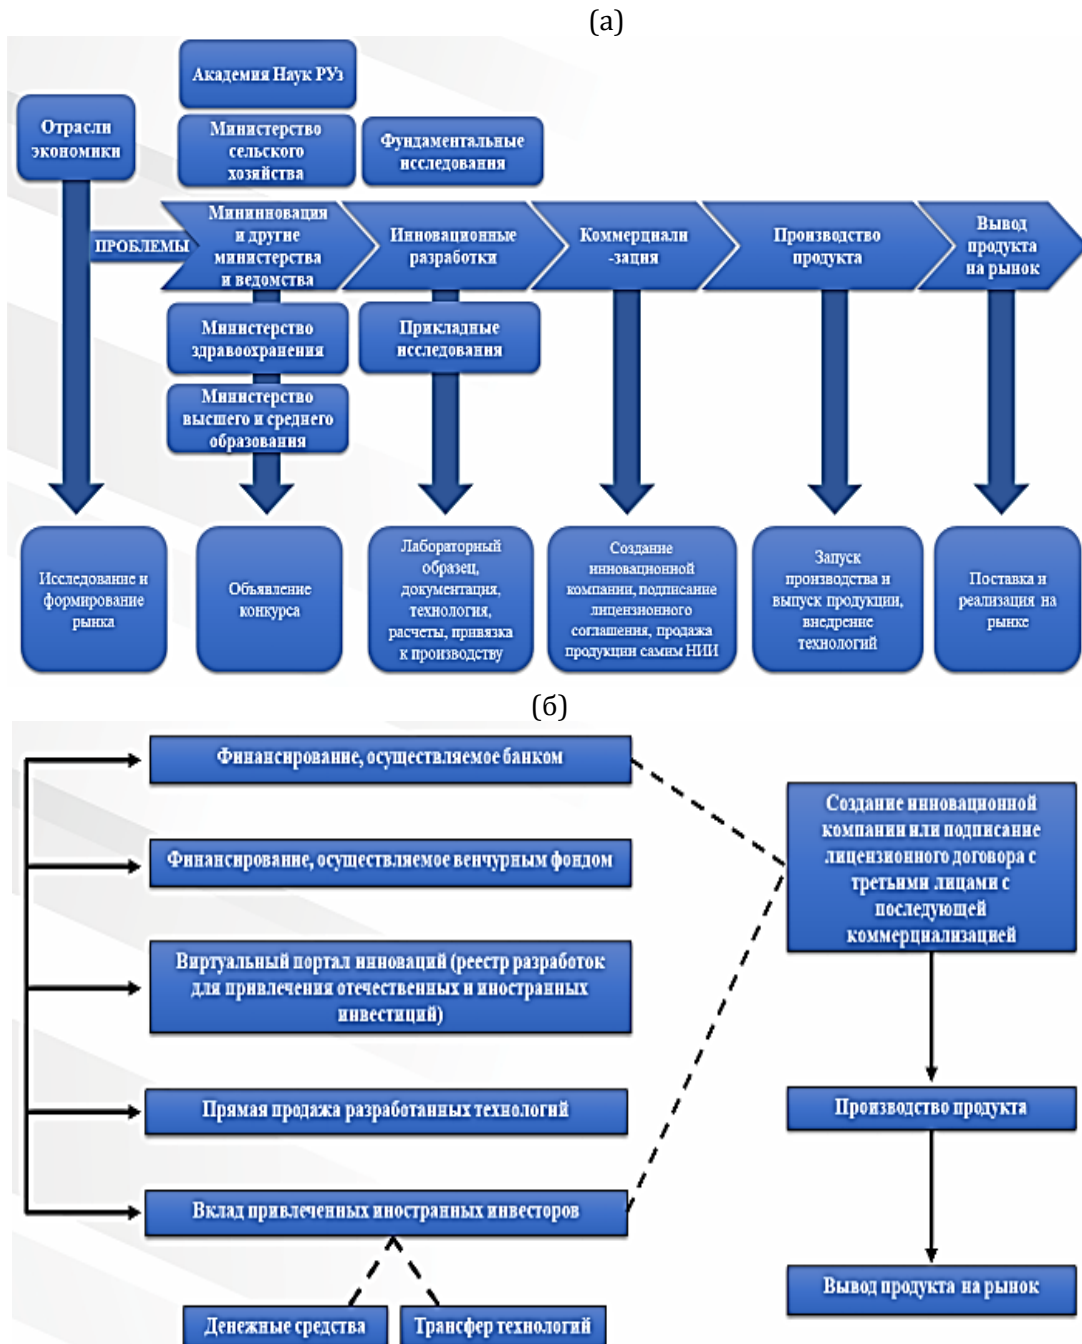 (а)
Академия Наук РУз
Отрасли
экономики
Министерство
сельского
хозяйства
Фундаментальные
исследования
ПРОБЛЕМЫ
Мининновация
и другие
министерства
и ведомства
Инновационные
разработки
Коммерциали
-зация
Производство
продукта
Вывод
продукта
на рынок
Министерство
здравоохранения
Прикладные
исследования
Министерство
высшего и среднего
образования
Исследование и
формирование
рынка
Объявление
конкурса
Лабораторный
образец,
документация,
технология,
расчеты, привязка
к производству
Создание
инновационной
компании, подписание
лицензионного
соглашения, продажа
продукции самим НИИ
Запуск
производства и
выпуск продукции,
внедрение
технологий
Поставка и
реализация на
рынке
(б)
Финансирование, осуществляемое банком
Финансирование, осуществляемое венчурным фондом
Виртуальный портал инноваций (реестр разработок
для привлечения отечественных и иностранных
инвестиций)
Прямая продажа разработанных технологий
Вклад привлеченных иностранных инвесторов
Денежные средства
Трансфер технологий
Создание инновационной
компании или подписание
лицензионного договора с
третьими лицами с
последующей
коммерциализацией
Производство продукта
Вывод продукта на рынок